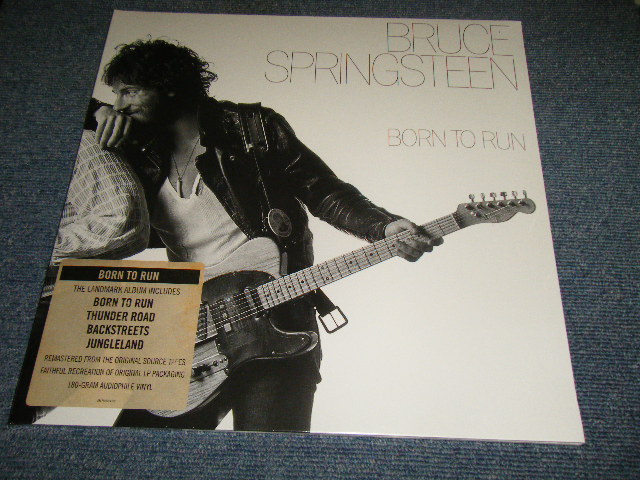 BRUCE
SPRINGSTEEN
BORN TO RUN
BORN TO RUN
THE LANDMARK ALBUM INCLUDES
BORN TO RUN
THUNDER ROAD
BACKSTREETS
JUNGLELAND
REMASTERED FROM THE ORIGINAL SOURCE TAPES
FAITHFUL RECREATION OF ORIGINAL LP PACKAGING
180-GRAM AUDIOPHILE VINYL